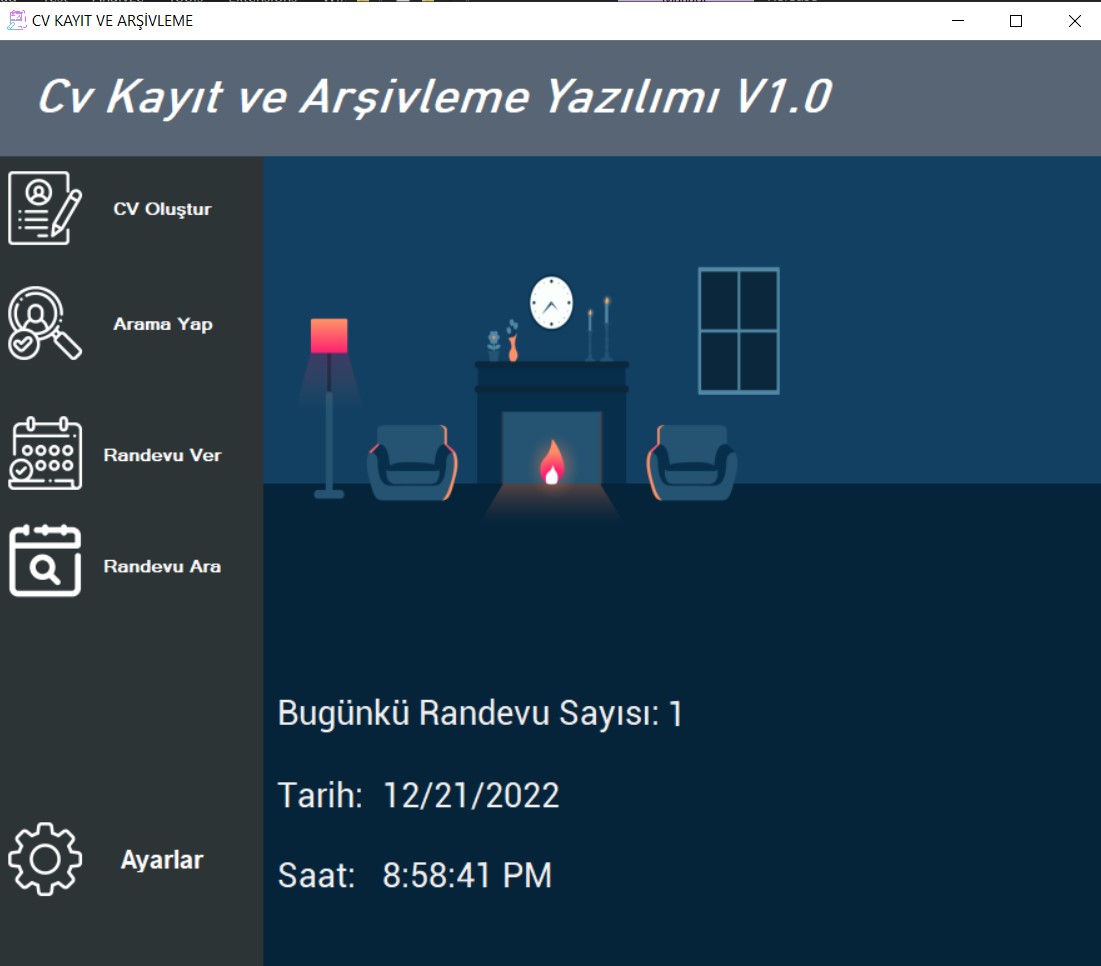 CV KAYIT VE ARŞİVLEME
Cv Kayıt ve Arşivleme Yazılımı V1.0
CV Oluştur
Arama Yap
Randevu Ver
Randevu Ara
Ayarlar
Bugünkü Randevu Sayısı: 1
Tarih: 12/21/2022
Saat: 8:58:41 PM